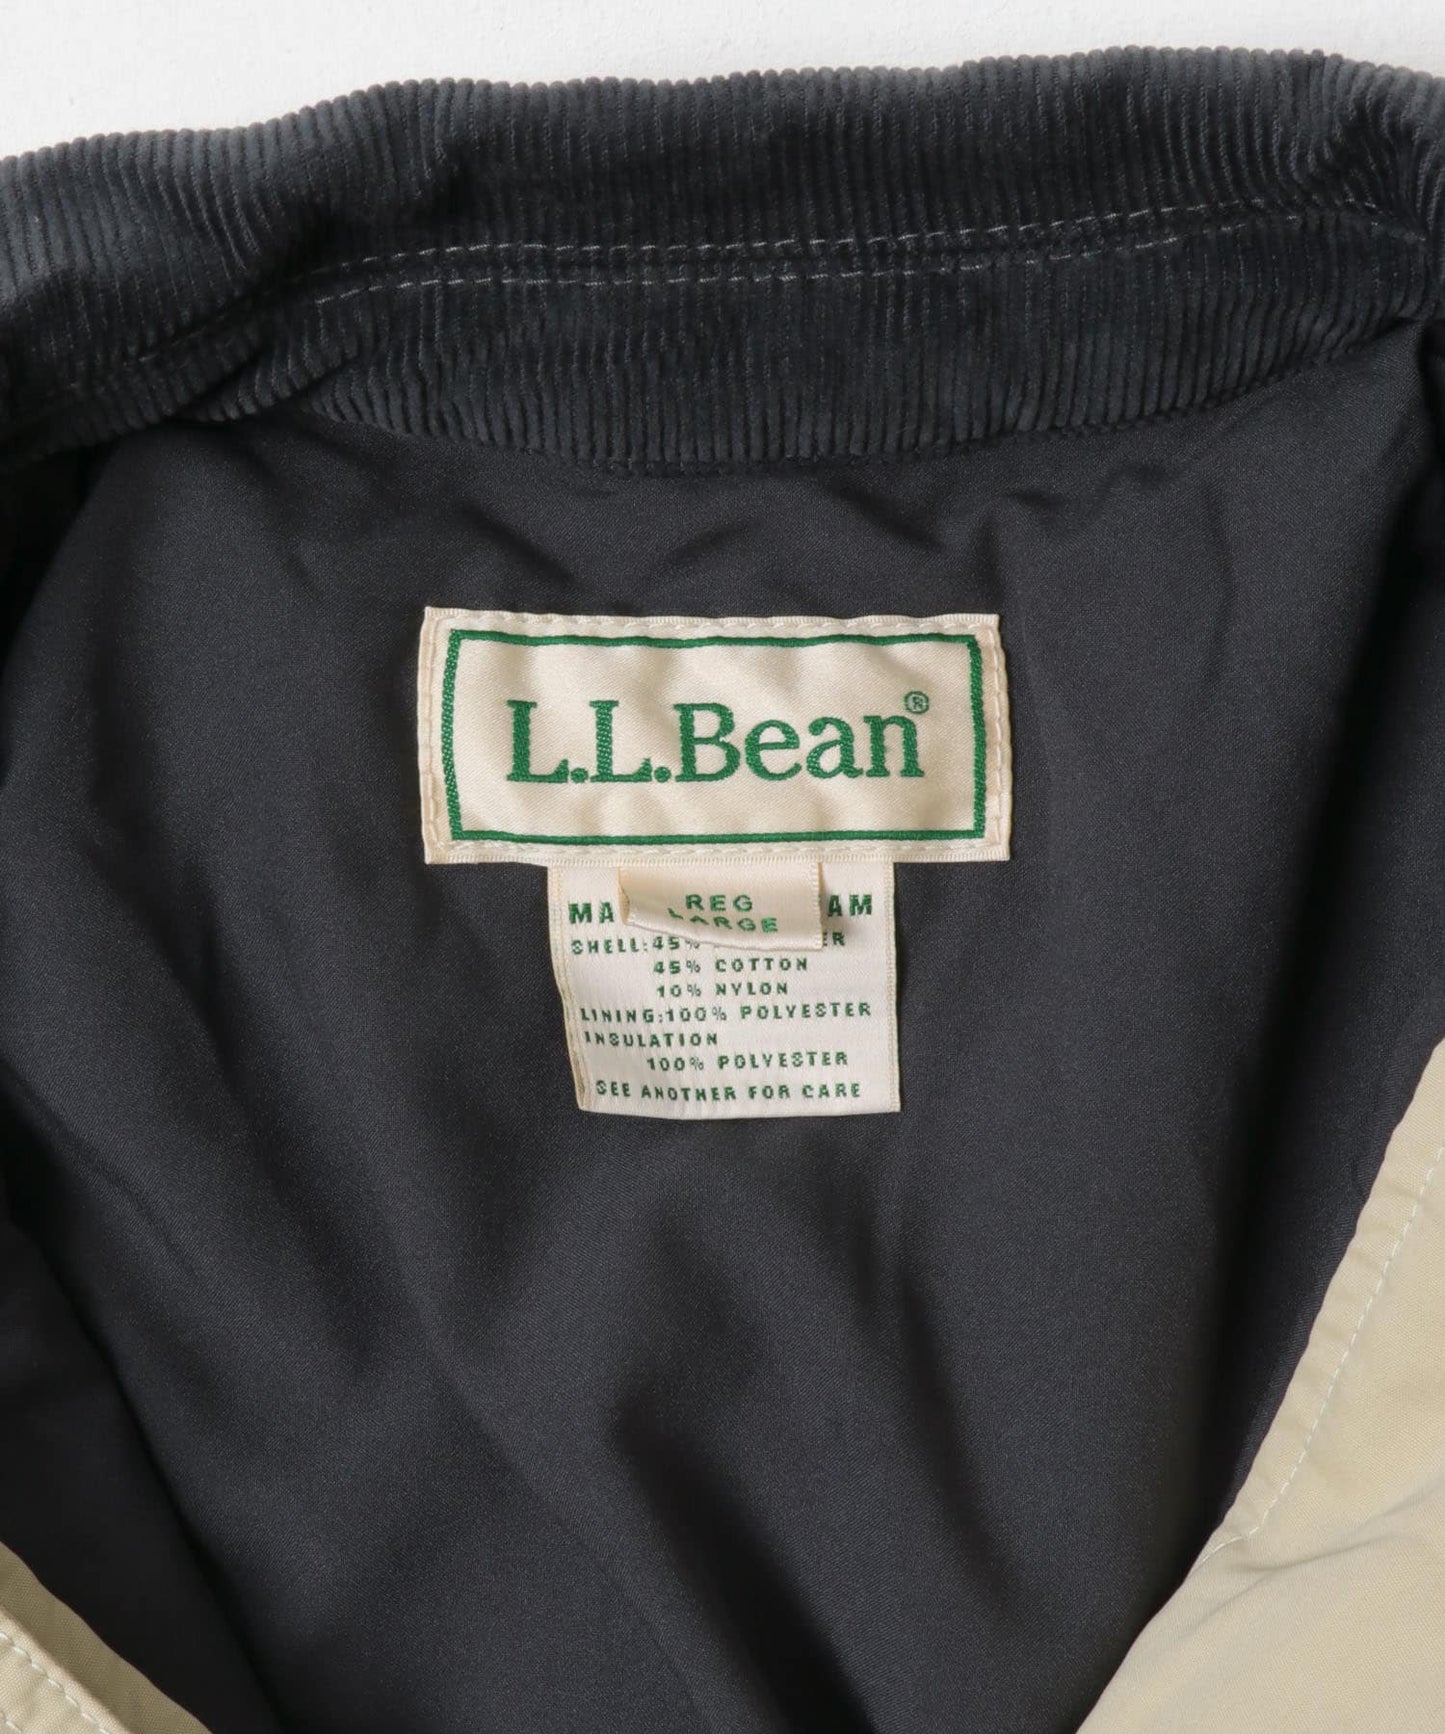 L.L.Bean®
REG
LARGE
SHELL:45%
45% COTTON
10% NYLON
LINING:100% POLYESTER
INSULATION
100% POLYESTER
SEE ANOTHER FOR CARE